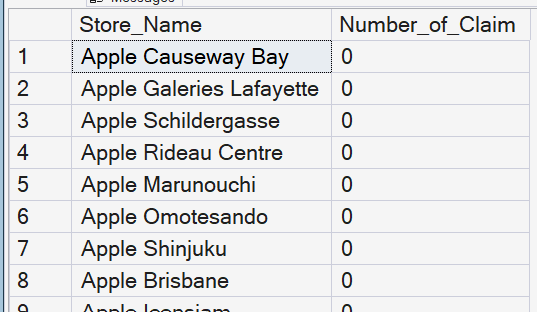 Messages
Store_Name Number_of_Claim
1 Apple Causeway Bay 0
2 Apple Galeries Lafayette 0
3 Apple Schildergasse 0
4 Apple Rideau Centre 0
5 Apple Marunouchi 0
6 Apple Omotesando 0
7 Apple Shinjuku 0
8 Apple Brisbane 0
9 Apple Iconsiam 0